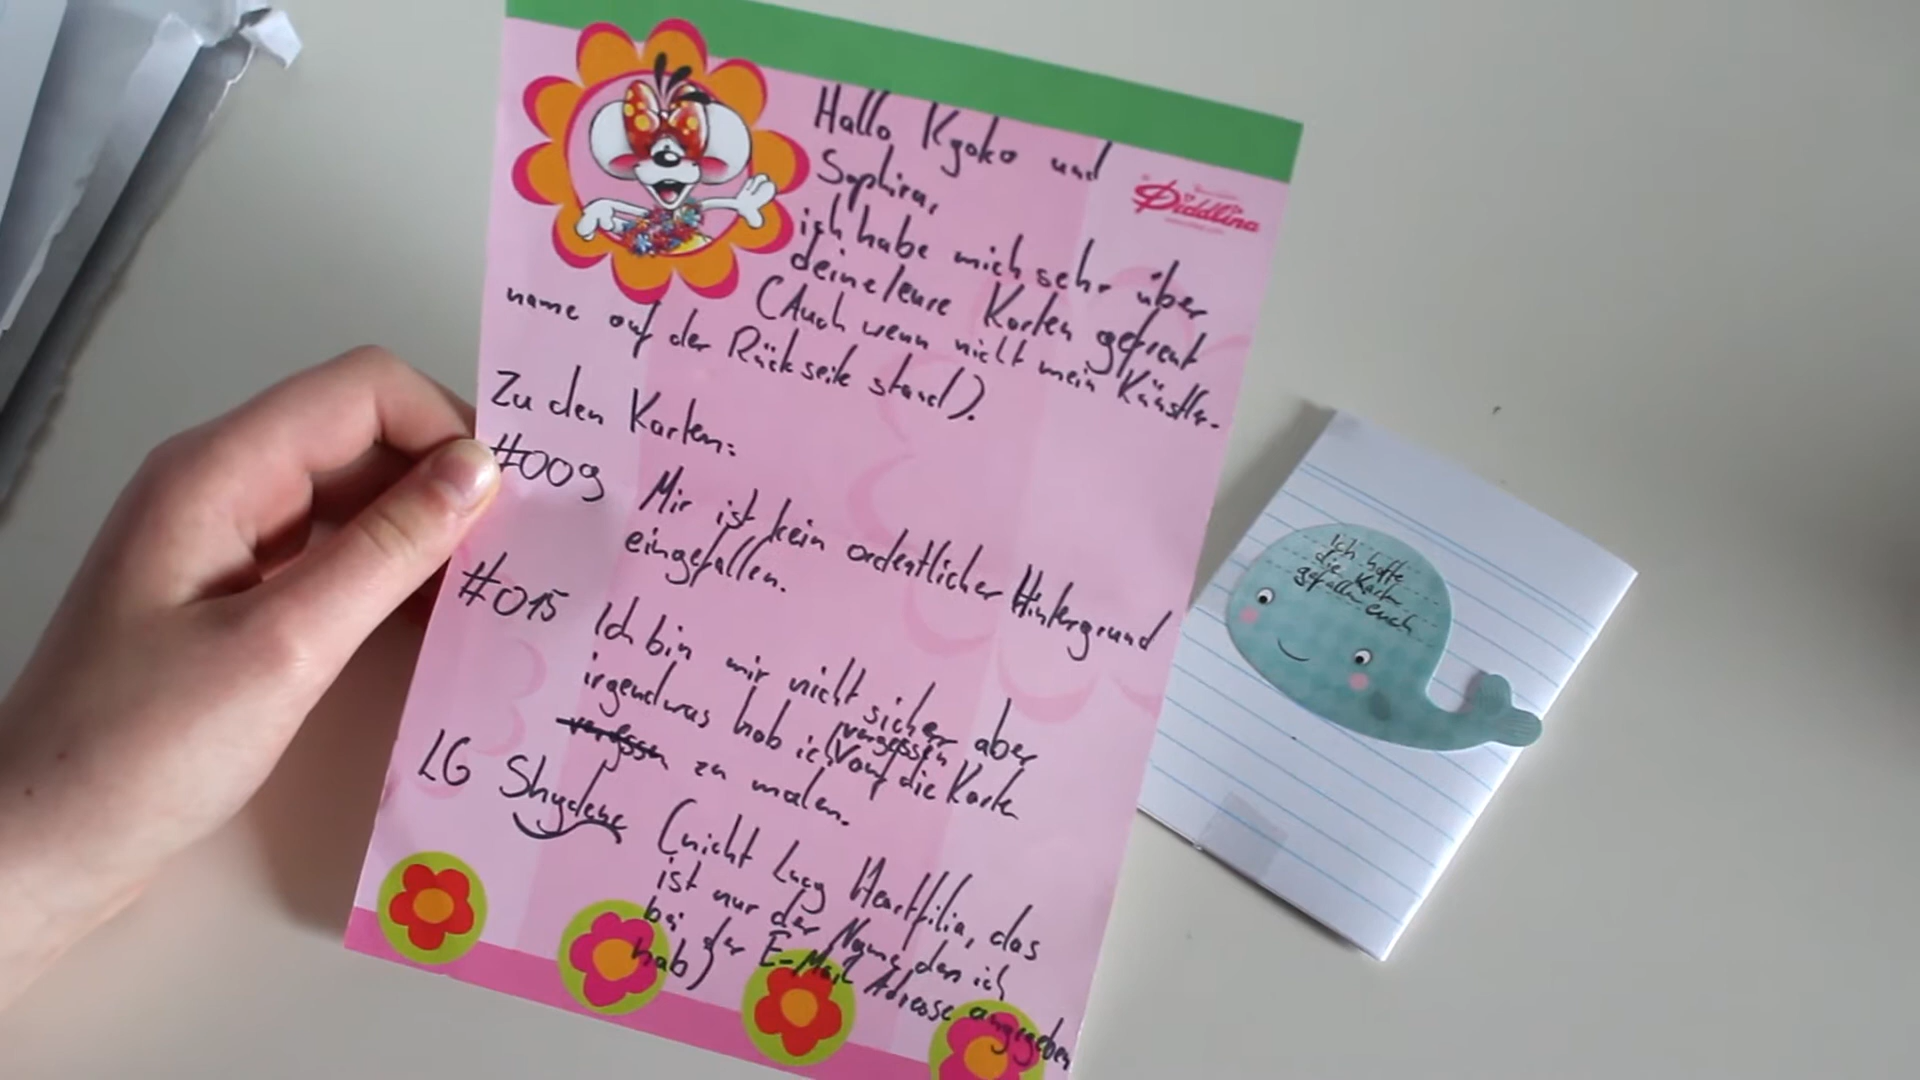 Hallo Kyoko und
Saphira,
ich habe mich sehr über
deine/eure Karten gefreut
(Auch wenn nicht mein Künstler-
name auf der Rückseite stand).
Zu den Karten:
#009 Mir ist kein ordentlicher Hintergrund
eingefallen.
#015 Ich bin mir nicht sicher aber
irgendwas hab ich vergessen
auf die Karte
zu malen.
LG Shydene (nicht Lucy Heartfilia, das
ist nur der Name den ich
bei der E-Mail Adresse angegeben
hab)
Diddlina
Ich hoffe
die Karten
gefallen euch